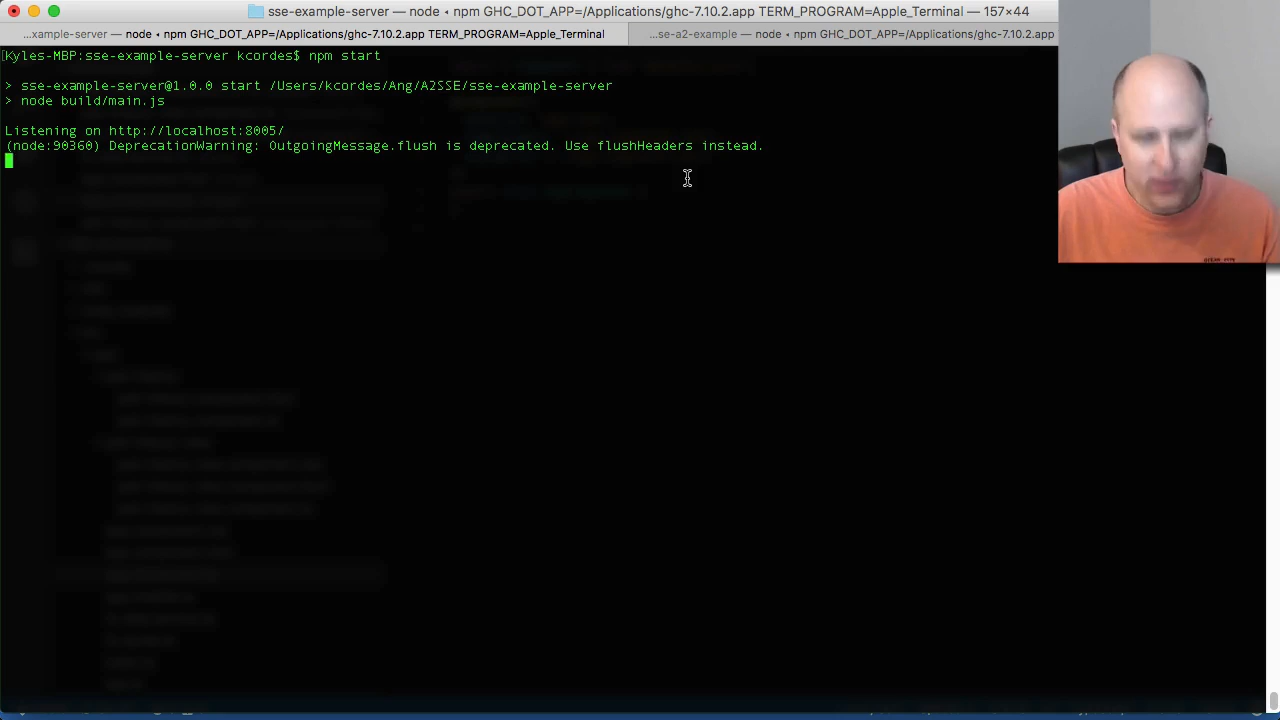 sse-example-server — node ◂ npm GHC_DOT_APP=/Applications/ghc-7.10.2.app TERM_PROGRAM=Apple_Terminal — 157×44
...xample-server — node ◂ npm GHC_DOT_APP=/Applications/ghc-7.10.2.app TERM_PROGRAM=Apple_Terminal
...se-a2-example — node ◂ npm GHC_DOT_APP=/Applications/ghc-7.10.2.app
[Kyles-MBP:sse-example-server kcordes$ npm start
> sse-example-server@1.0.0 start /Users/kcordes/Ang/A2SSE/sse-example-server
> node build/main.js
Listening on http://localhost:8005/
(node:90360) DeprecationWarning: OutgoingMessage.flush is deprecated. Use flushHeaders instead.